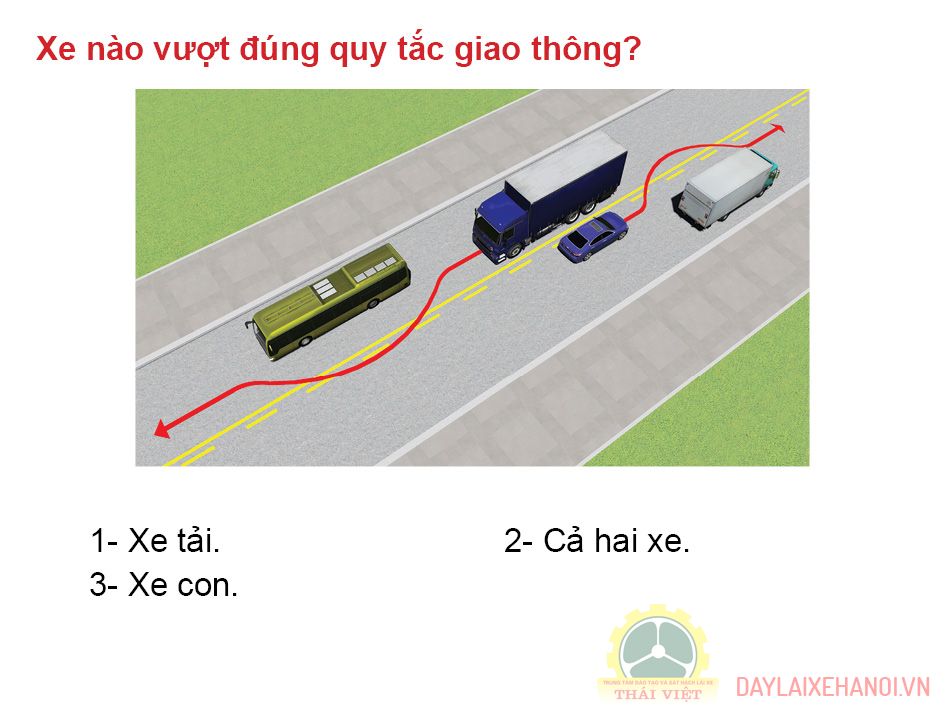 Xe nào vượt đúng quy tắc giao thông?
1- Xe tải.
2- Cả hai xe.
3- Xe con.
TRUNG TÂM ĐÀO TẠO VÀ SÁT HẠCH LÁI XE
THÁI VIỆT
DAYLAIXEHANOI.VN